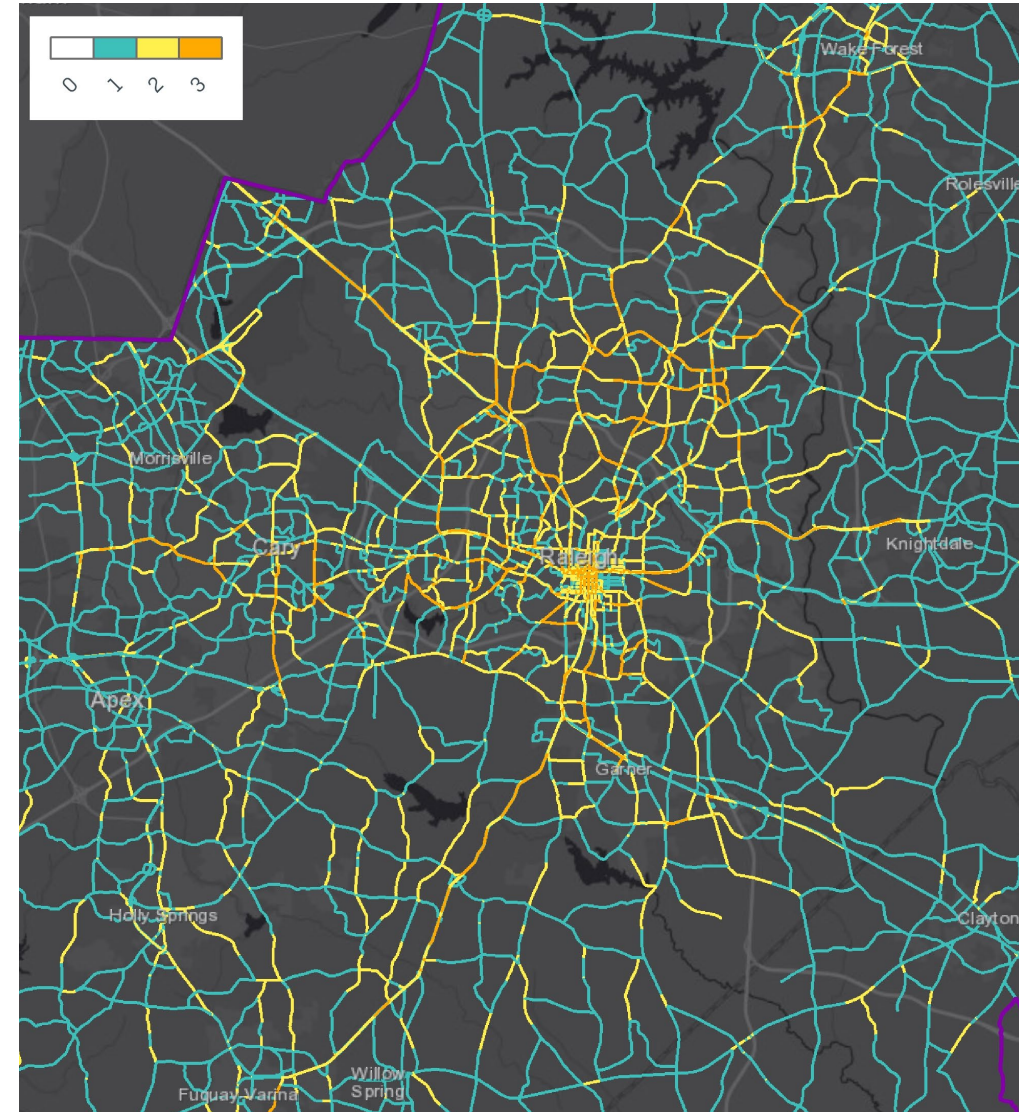 0 1 2 3
Wake Forest
Rolesville
Morrisville
Cary
Raleigh
Knightdale
Apex
Garner
Holly Springs
Clayton
Willow
Spring
Fuquay-Varina